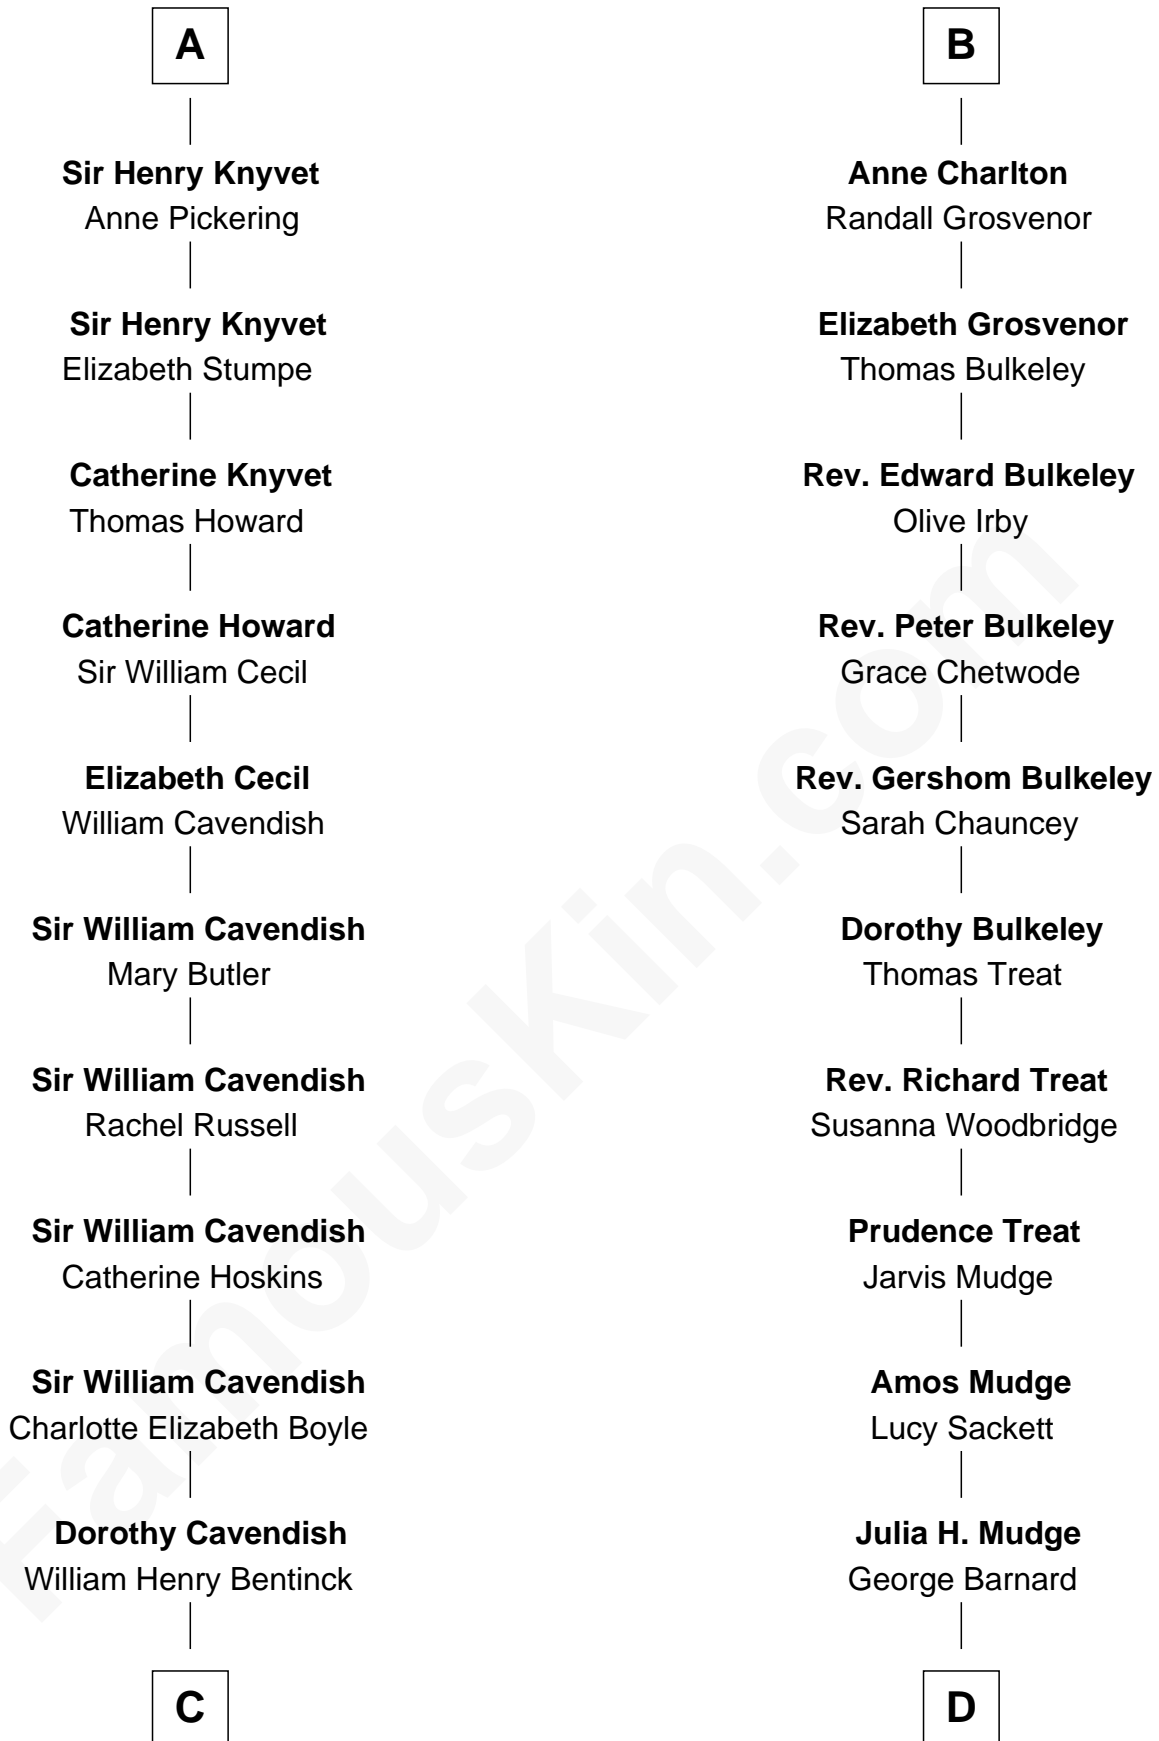 A
Sir Henry Knyvet
Anne Pickering
Sir Henry Knyvet
Elizabeth Stumpe
Catherine Knyvet
Thomas Howard
Catherine Howard
Sir William Cecil
Elizabeth Cecil
William Cavendish
Sir William Cavendish
Mary Butler
Sir William Cavendish
Rachel Russell
Sir William Cavendish
Catherine Hoskins
Sir William Cavendish
Charlotte Elizabeth Boyle
Dorothy Cavendish
William Henry Bentinck
C
B
Anne Charlton
Randall Grosvenor
Elizabeth Grosvenor
Thomas Bulkeley
Rev. Edward Bulkeley
Olive Irby
Rev. Peter Bulkeley
Grace Chetwode
Rev. Gershom Bulkeley
Sarah Chauncey
Dorothy Bulkeley
Thomas Treat
Rev. Richard Treat
Susanna Woodbridge
Prudence Treat
Jarvis Mudge
Amos Mudge
Lucy Sackett
Julia H. Mudge
George Barnard
D
FamousKin.com